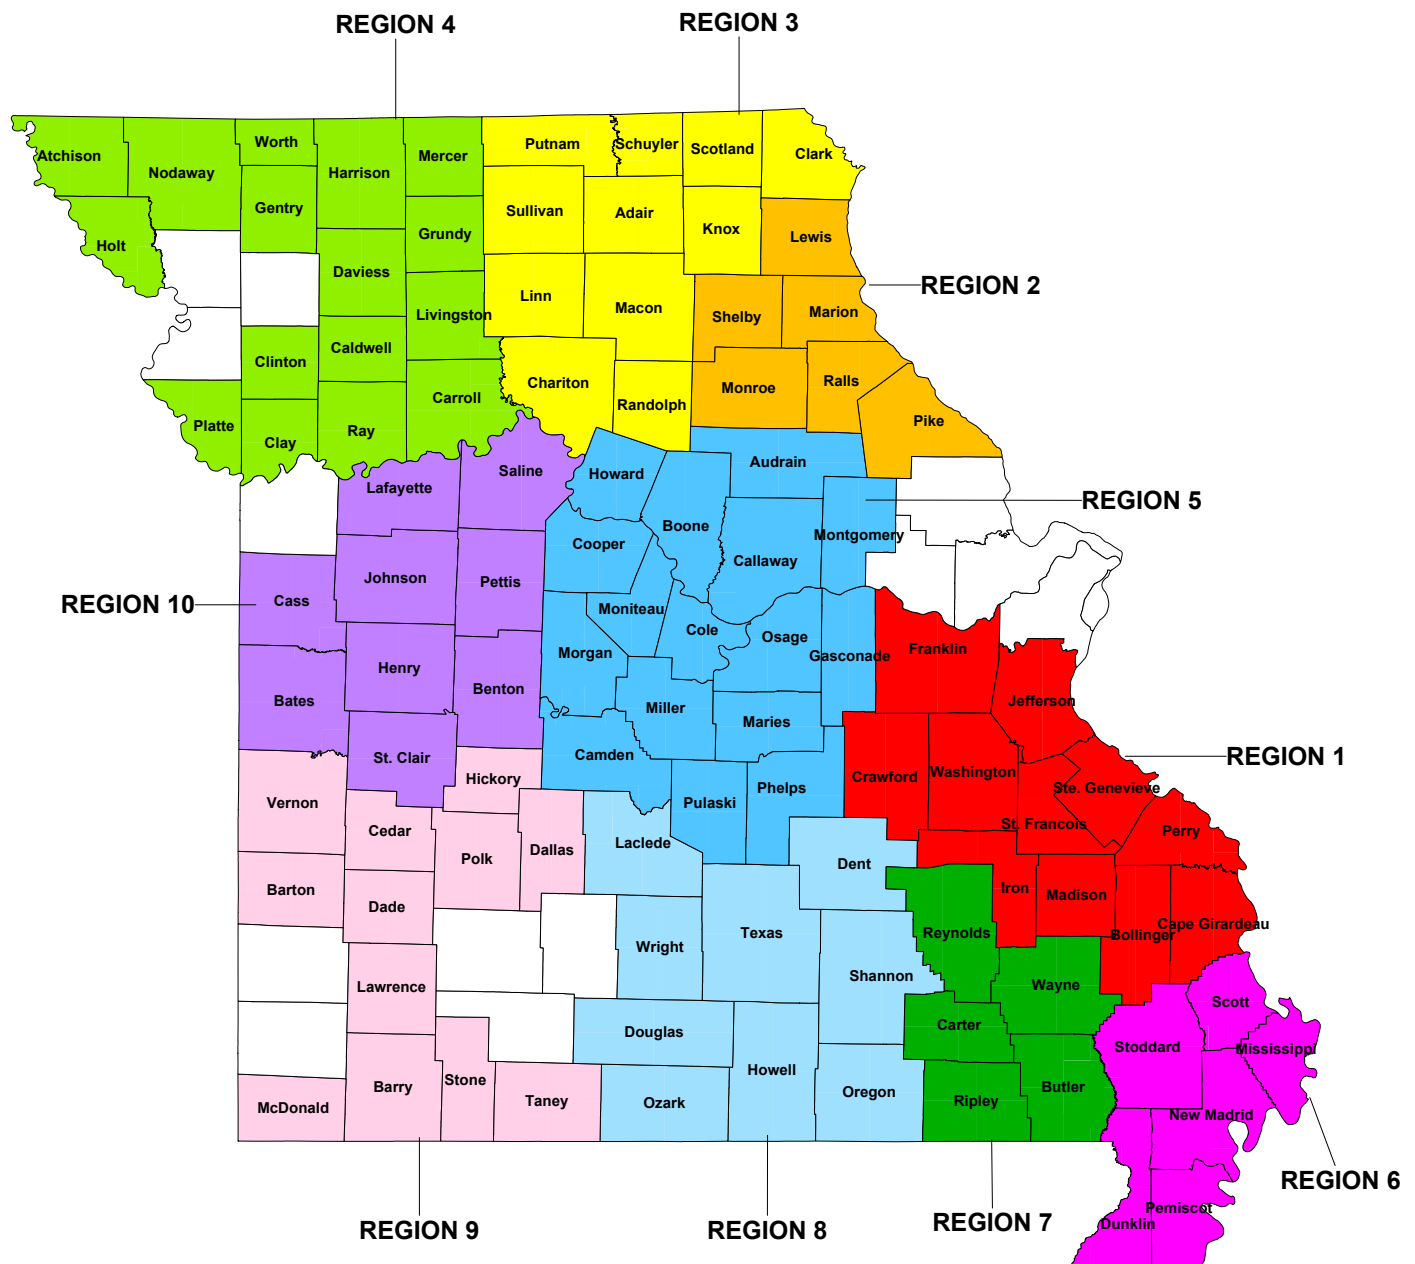 REGION 4
REGION 3
Atchison
Nodaway
Worth
Harrison
Mercer
Putnam
Schuyler
Scotland
Clark
Gentry
Sullivan
Adair
Knox
Lewis
Holt
Grundy
Daviess
REGION 2
Linn
Macon
Shelby
Marion
Livingston
Clinton
Caldwell
Chariton
Randolph
Monroe
Ralls
Pike
Carroll
Platte
Clay
Ray
Saline
Lafayette
Howard
Audrain
REGION 5
Boone
Montgomery
Cooper
Callaway
Johnson
Pettis
REGION 10
Cass
Moniteau
Cole
Osage
Gasconade
Franklin
Morgan
Henry
Benton
Bates
Miller
Maries
Jefferson
St. Clair
Camden
REGION 1
Hickory
Crawford
Washington
Phelps
Pulaski
Ste. Genevieve
Vernon
St. Francois
Perry
Cedar
Polk
Dallas
Laclede
Dent
Barton
Dade
Iron
Madison
Bollinger
Cape Girardeau
Reynolds
Wright
Texas
Shannon
Lawrence
Wayne
Scott
Carter
Douglas
Stoddard
Mississippi
Barry
Stone
Howell
Oregon
Butler
McDonald
Taney
Ozark
Ripley
New Madrid
REGION 6
Pemiscot
Dunklin
REGION 9
REGION 8
REGION 7